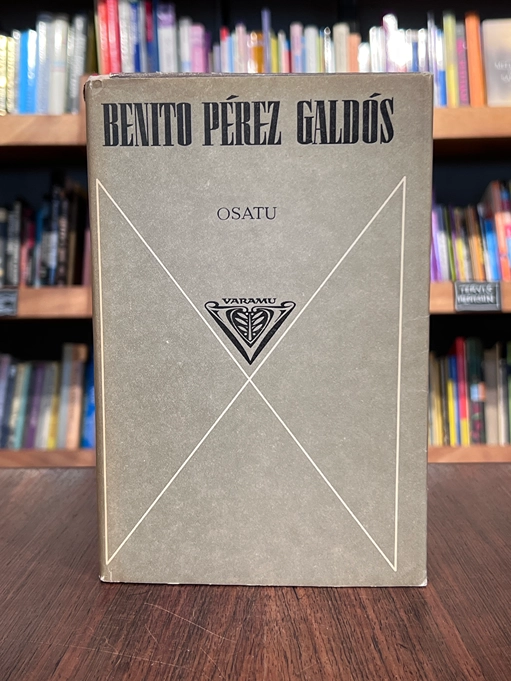 BENITO PÉREZ GALDÓS
OSATU
VARAMU